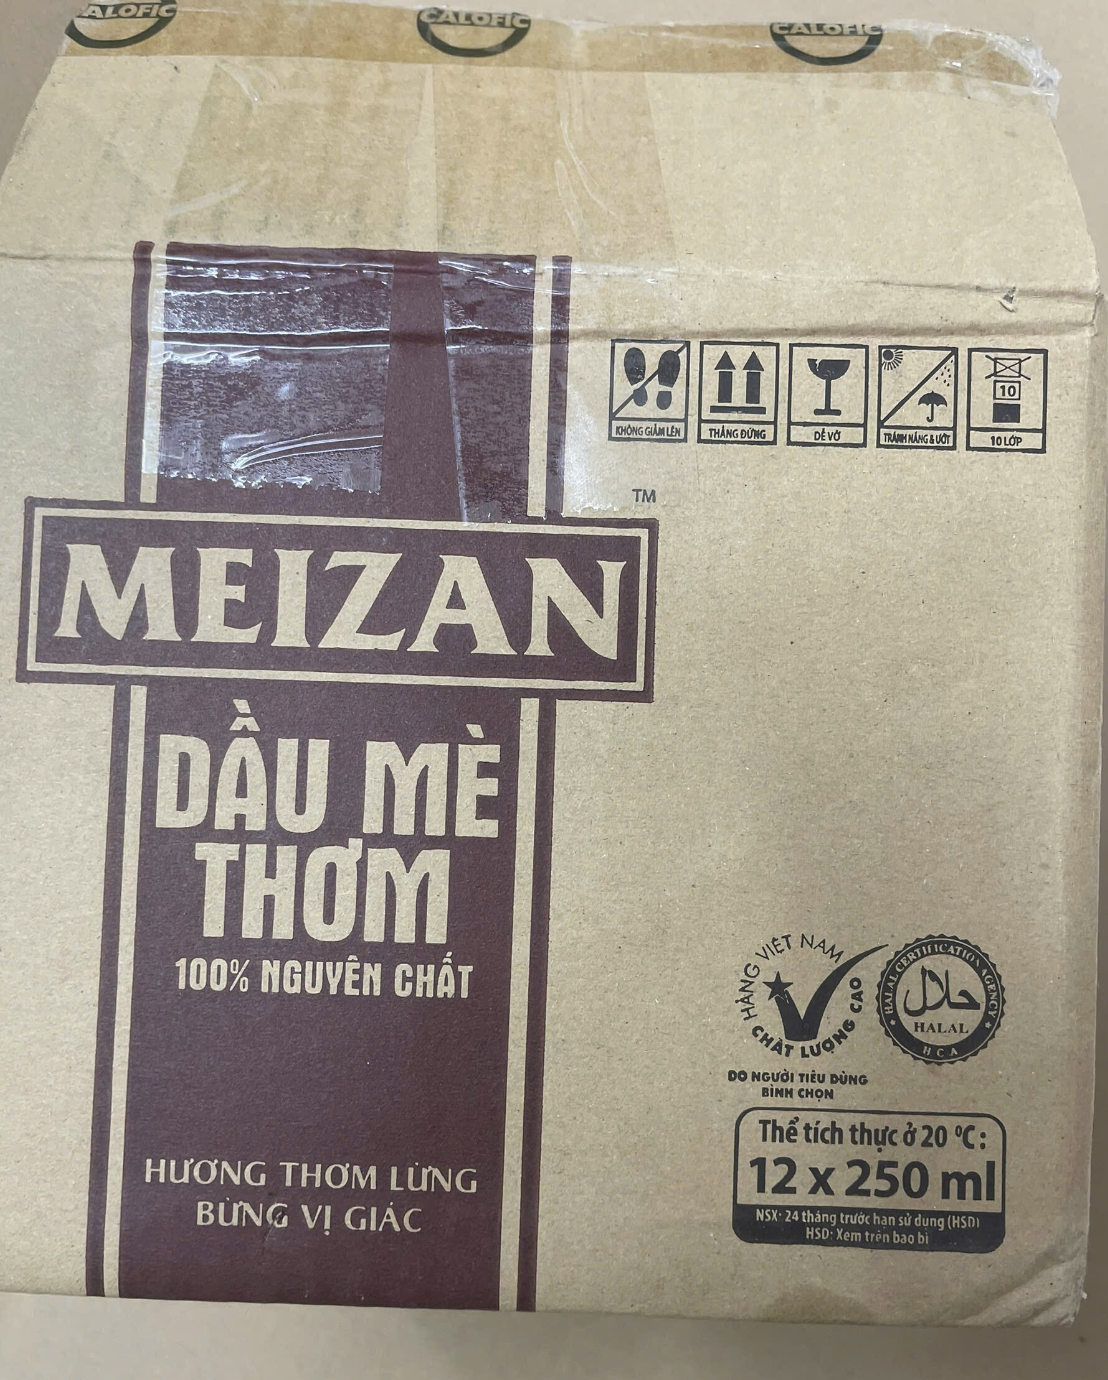 CALOFIC
CALOFIC
CALOFIC
KHÔNG GIẪM LÊN
THẲNG ĐỨNG
DỄ VỠ
TRÁNH NẮNG & ƯỚT
10
10 LỚP
TM
MEIZAN
DẦU MÈ
THƠM
100% NGUYÊN CHẤT
HƯƠNG THƠM LỪNG
BỪNG VỊ GIÁC
HÀNG VIỆT NAM
CHẤT LƯỢNG CAO
DO NGƯỜI TIÊU DÙNG
BÌNH CHỌN
HALAL CERTIFICATION AGENCY
حلال
HALAL
HCA
Thể tích thực ở 20 ⁰C:
12 x 250 ml
NSX: 24 tháng trước hạn sử dụng (HSD)
HSD: Xem trên bao bì